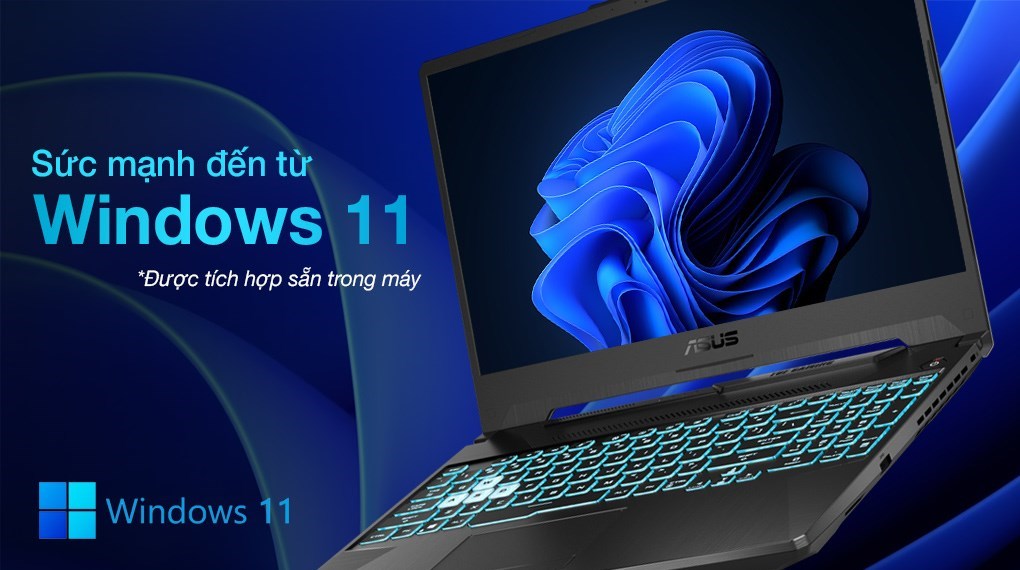 Sức mạnh đến từ
Windows 11
*Được tích hợp sẵn trong máy
ASUS
Windows 11